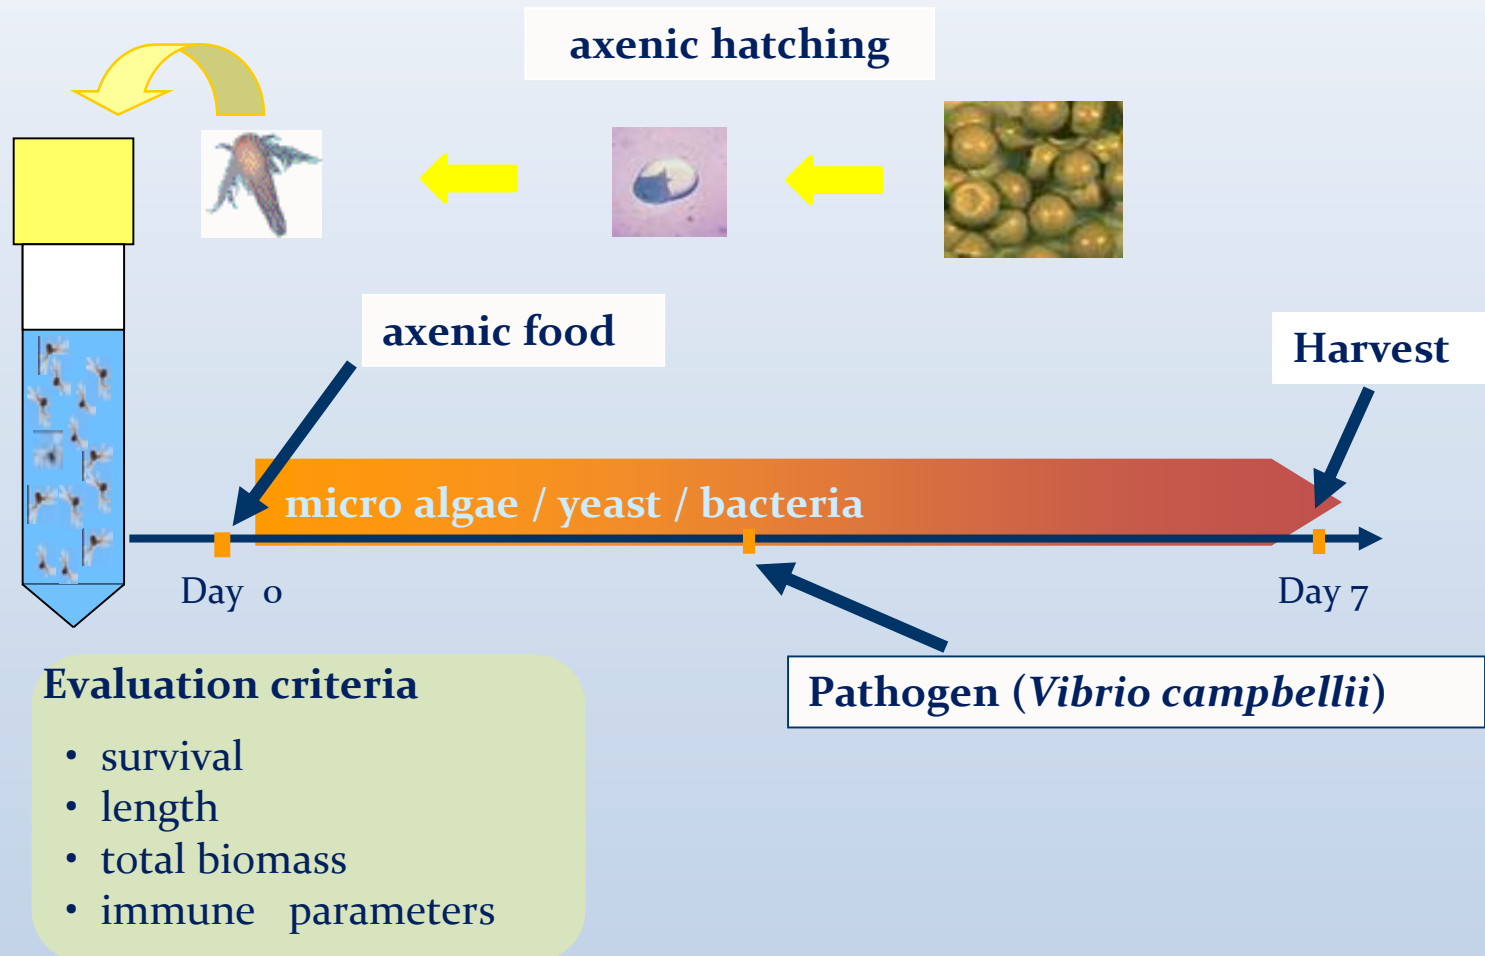 axenic hatching
axenic food
Harvest
micro algae / yeast / bacteria
Day 0
Day 7
Pathogen (Vibrio campbellii)
Evaluation criteria
• survival
• length
• total biomass
• immune parameters